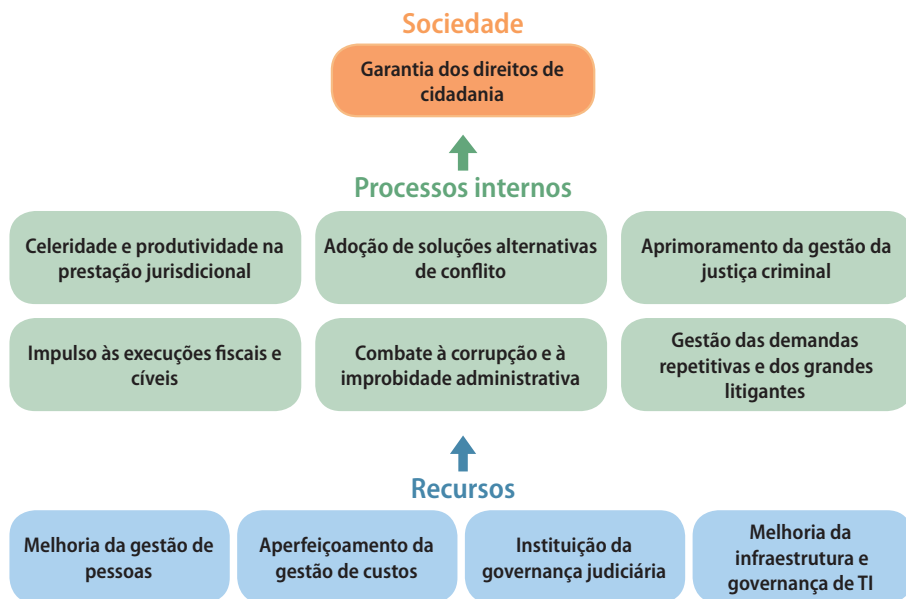 Sociedade
Garantia dos direitos de
cidadania
Processos internos
Celeridade e produtividade na
prestação jurisdicional
Adoção de soluções alternativas
de conflito
Aprimoramento da gestão da
justiça criminal
Impulso às execuções fiscais e
cíveis
Combate à corrupção e à
improbidade administrativa
Gestão das demandas
repetitivas e dos grandes
litigantes
Recursos
Melhoria da gestão de
pessoas
Aperfeiçoamento da
gestão de custos
Instituição da
governança judiciária
Melhoria da
infraestrutura e
governança de TI